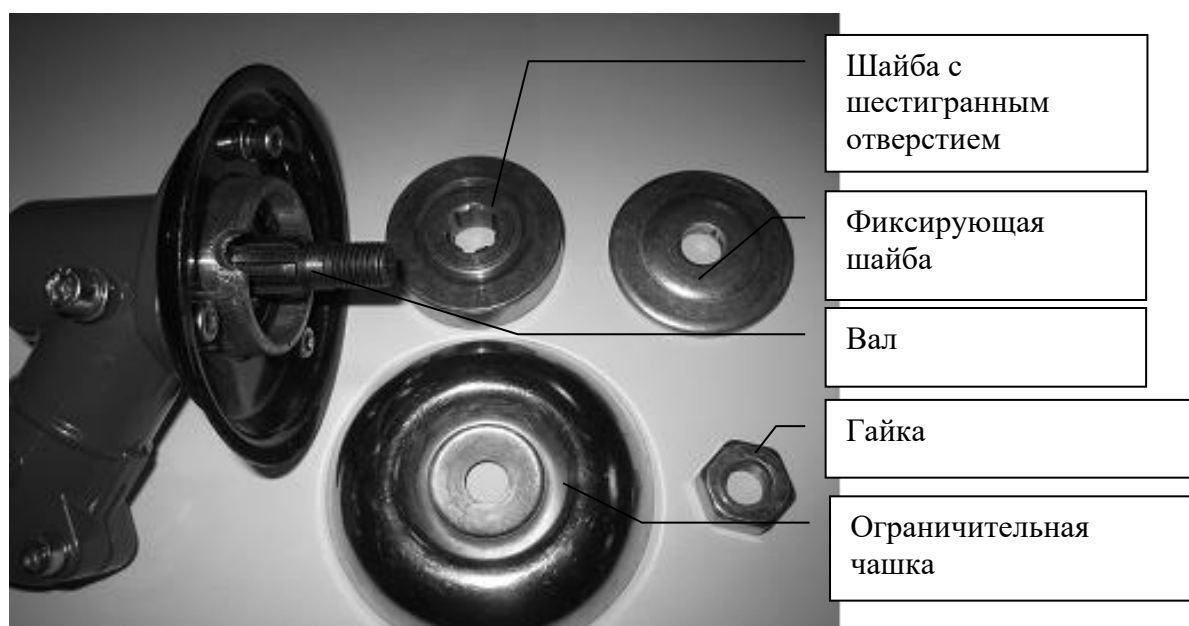 Шайба с
шестигранным
отверстием
Фиксирующая
шайба
Вал
Гайка
Ограничительная
чашка